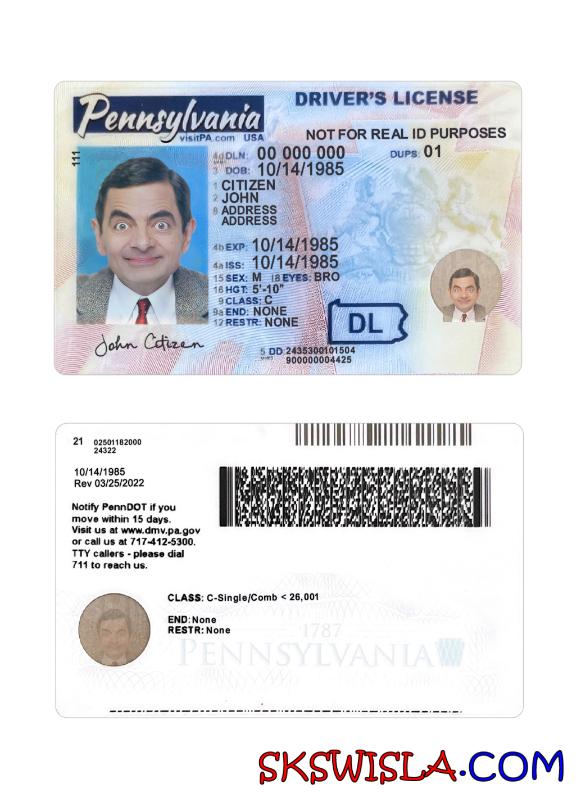 Pennsylvania
DRIVER'S LICENSE
visitPA.com USA
NOT FOR REAL ID PURPOSES
111
4d DLN: 00 000 000 DUPS: 01
3 DOB: 10/14/1985
1 CITIZEN
2 JOHN
8 ADDRESS
ADDRESS
4b EXP: 10/14/1985
4a ISS: 10/14/1985
15 SEX: M 18 EYES: BRO
16 HGT: 5'-10"
9 CLASS: C
9a END: NONE
12 RESTR: NONE
DL
John Citizen
5 DD 2435300101504
900000004425
21 02501182000
24322
10/14/1985
Rev 03/25/2022
Notify PennDOT if you
move within 15 days.
Visit us at www.dmv.pa.gov
or call us at 717-412-5300.
TTY callers - please dial
711 to reach us.
CLASS: C-Single/Comb < 26,001
END: None
RESTR: None
1787
PENNSYLVANIA
SKSWISLA.COM